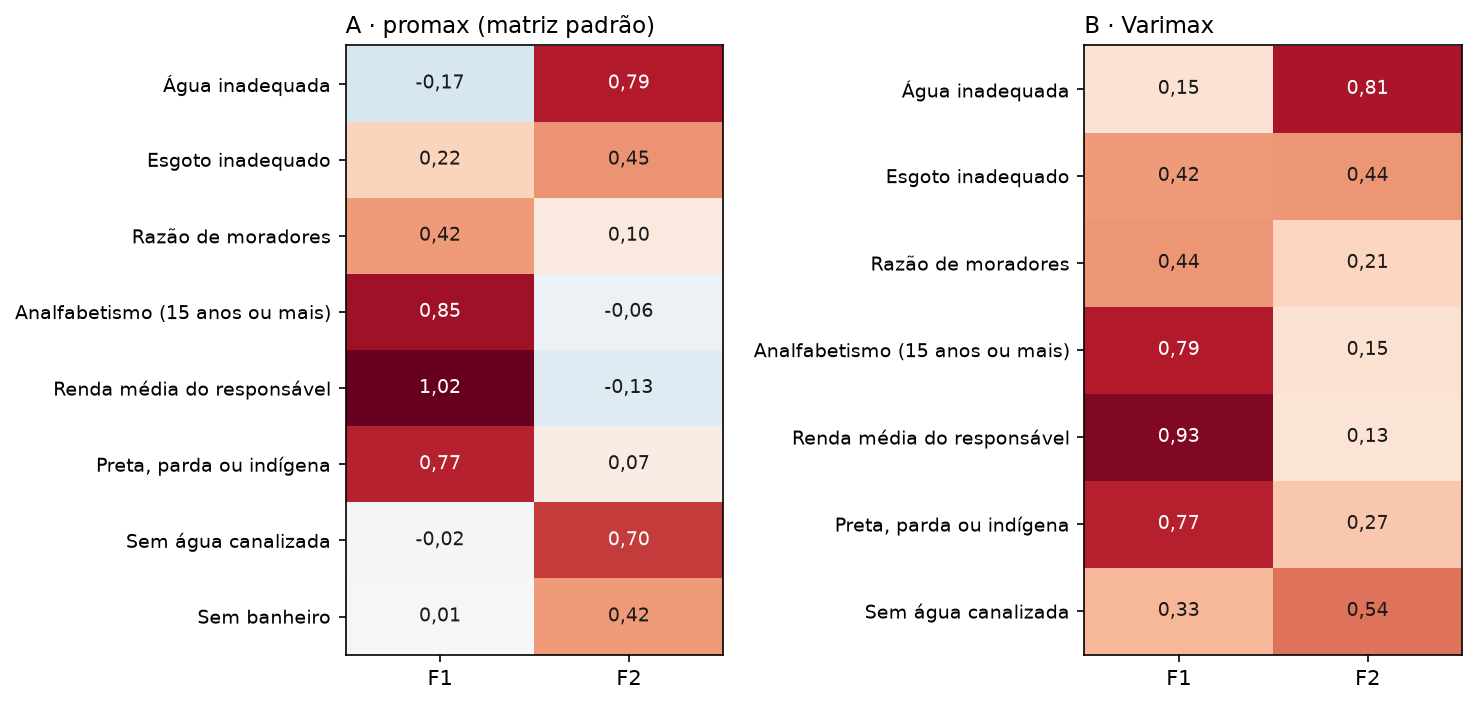 A · promax (matriz padrão)
Água inadequada -0,17 0,79
Esgoto inadequado 0,22 0,45
Razão de moradores 0,42 0,10
Analfabetismo (15 anos ou mais) 0,85 -0,06
Renda média do responsável 1,02 -0,13
Preta, parda ou indígena 0,77 0,07
Sem água canalizada -0,02 0,70
Sem banheiro 0,01 0,42
F1 F2
B · Varimax
Água inadequada 0,15 0,81
Esgoto inadequado 0,42 0,44
Razão de moradores 0,44 0,21
Analfabetismo (15 anos ou mais) 0,79 0,15
Renda média do responsável 0,93 0,13
Preta, parda ou indígena 0,77 0,27
Sem água canalizada 0,33 0,54
F1 F2